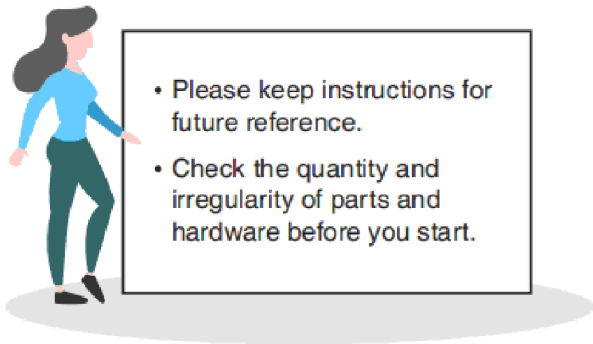 • Please keep instructions for
future reference.
• Check the quantity and
irregularity of parts and
hardware before you start.